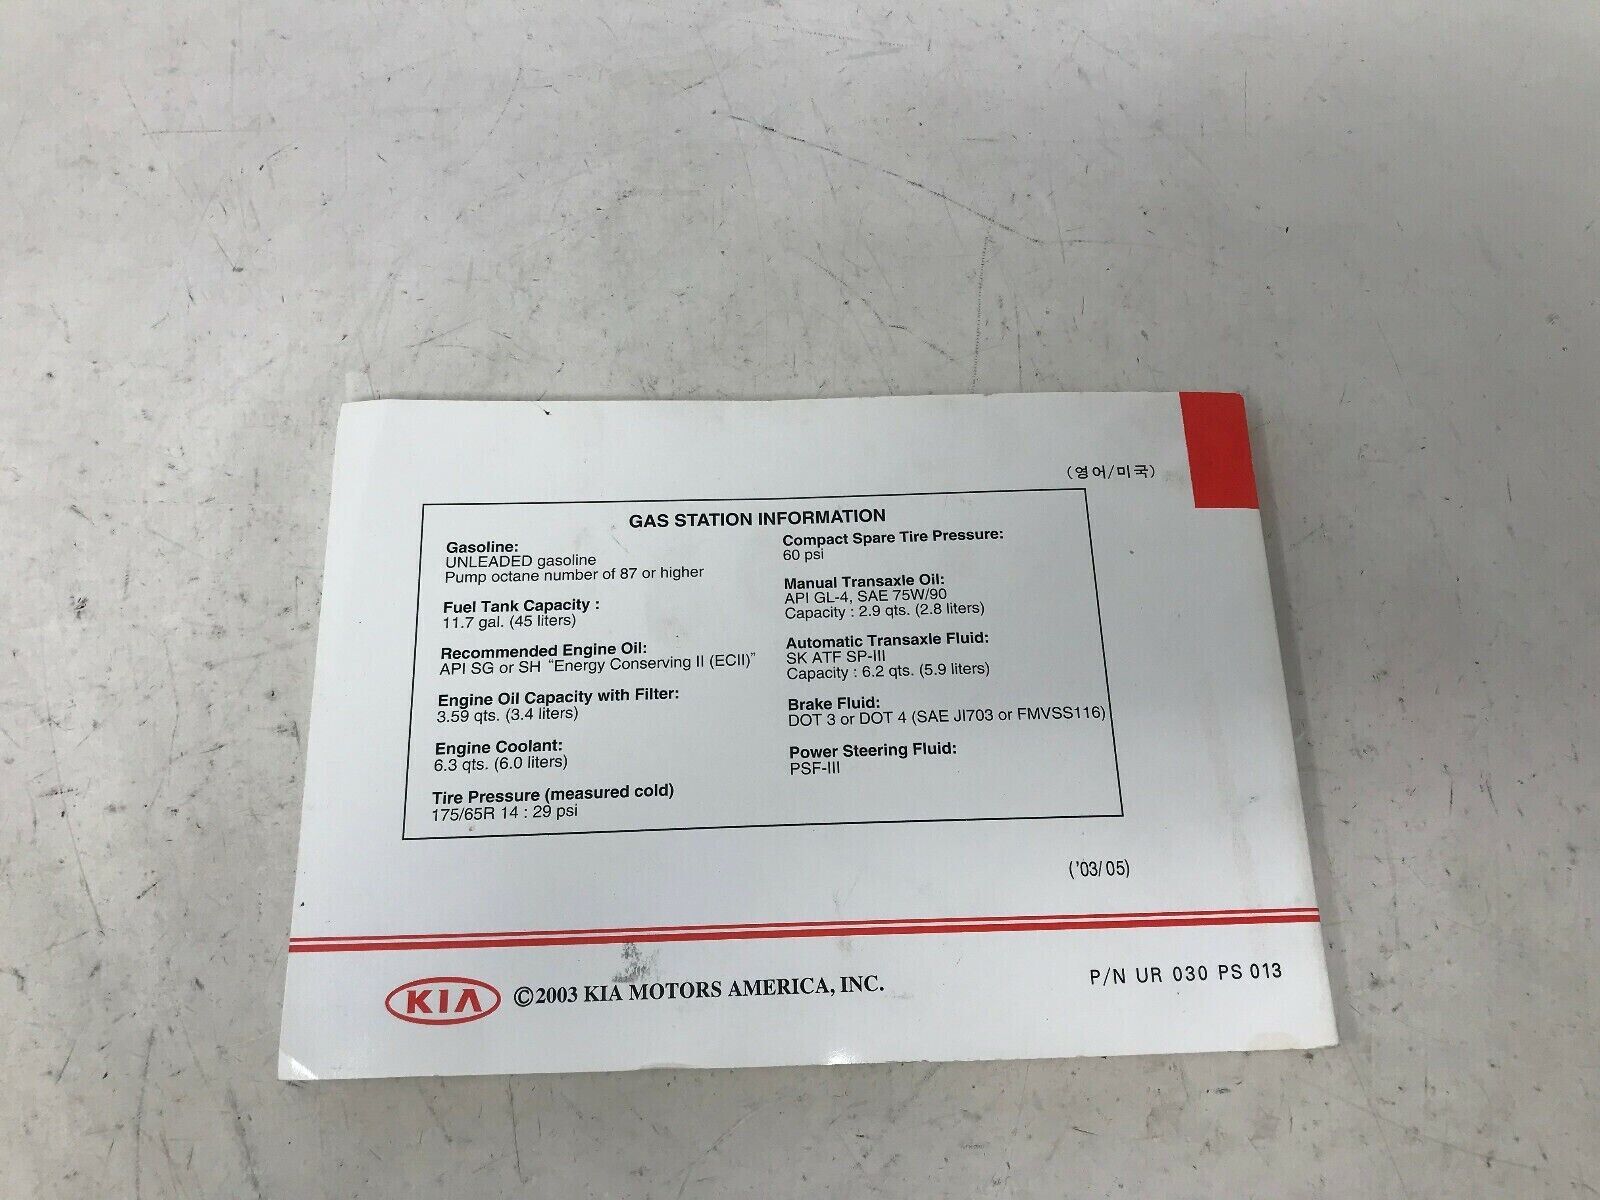 (영어/미국)
GAS STATION INFORMATION
Gasoline:
UNLEADED gasoline
Pump octane number of 87 or higher
Fuel Tank Capacity :
11.7 gal. (45 liters)
Recommended Engine Oil:
API SG or SH “Energy Conserving II (ECII)”
Engine Oil Capacity with Filter:
3.59 qts. (3.4 liters)
Engine Coolant:
6.3 qts. (6.0 liters)
Tire Pressure (measured cold)
175/65R 14 : 29 psi
Compact Spare Tire Pressure:
60 psi
Manual Transaxle Oil:
API GL-4, SAE 75W/90
Capacity : 2.9 qts. (2.8 liters)
Automatic Transaxle Fluid:
SK ATF SP-III
Capacity : 6.2 qts. (5.9 liters)
Brake Fluid:
DOT 3 or DOT 4 (SAE JI703 or FMVSS116)
Power Steering Fluid:
PSF-III
('03/05)
KIA ©2003 KIA MOTORS AMERICA, INC.
P/N UR 030 PS 013